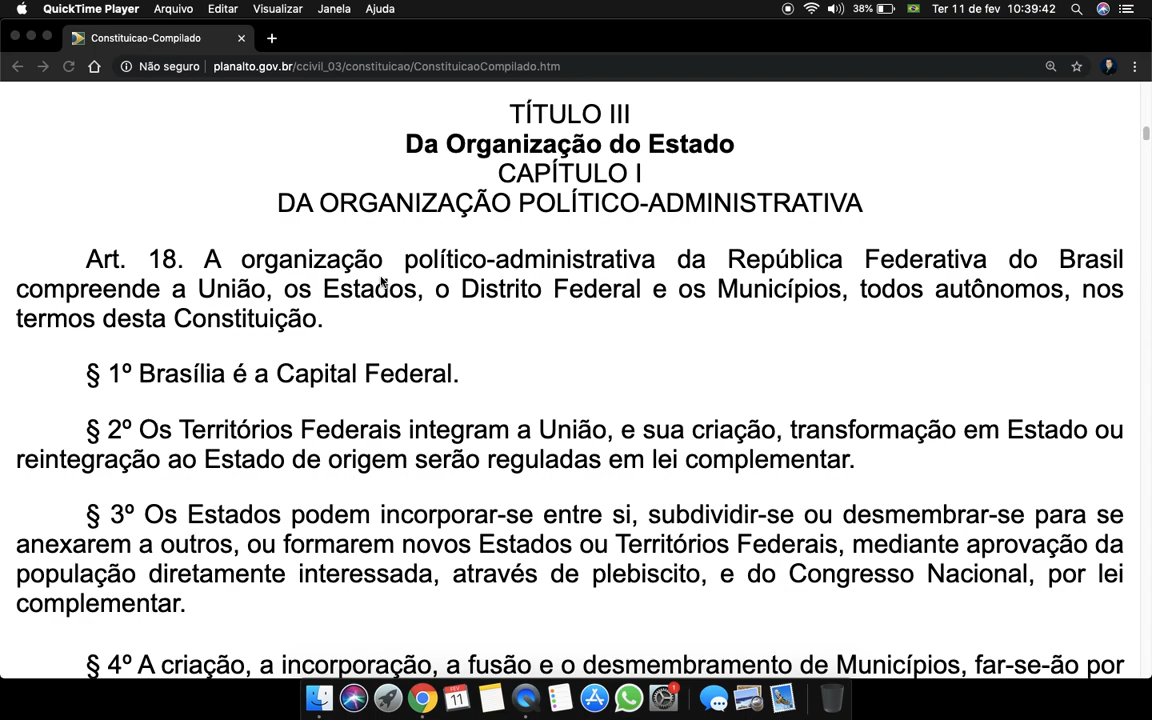 QuickTime Player Arquivo Editar Visualizar Janela Ajuda 38% Ter 11 de fev 10:39:42
Constituicao-Compilado
Não seguro planalto.gov.br/ccivil_03/constituicao/ConstituicaoCompilado.htm
TÍTULO III
Da Organização do Estado
CAPÍTULO I
DA ORGANIZAÇÃO POLÍTICO-ADMINISTRATIVA
Art. 18. A organização político-administrativa da República Federativa do Brasil
compreende a União, os Estados, o Distrito Federal e os Municípios, todos autônomos, nos
termos desta Constituição.
§ 1º Brasília é a Capital Federal.
§ 2º Os Territórios Federais integram a União, e sua criação, transformação em Estado ou
reintegração ao Estado de origem serão reguladas em lei complementar.
§ 3º Os Estados podem incorporar-se entre si, subdividir-se ou desmembrar-se para se
anexarem a outros, ou formarem novos Estados ou Territórios Federais, mediante aprovação da
população diretamente interessada, através de plebiscito, e do Congresso Nacional, por lei
complementar.
§ 4º A criação, a incorporação, a fusão e o desmembramento de Municípios, far-se-ão por
FEV
11
1